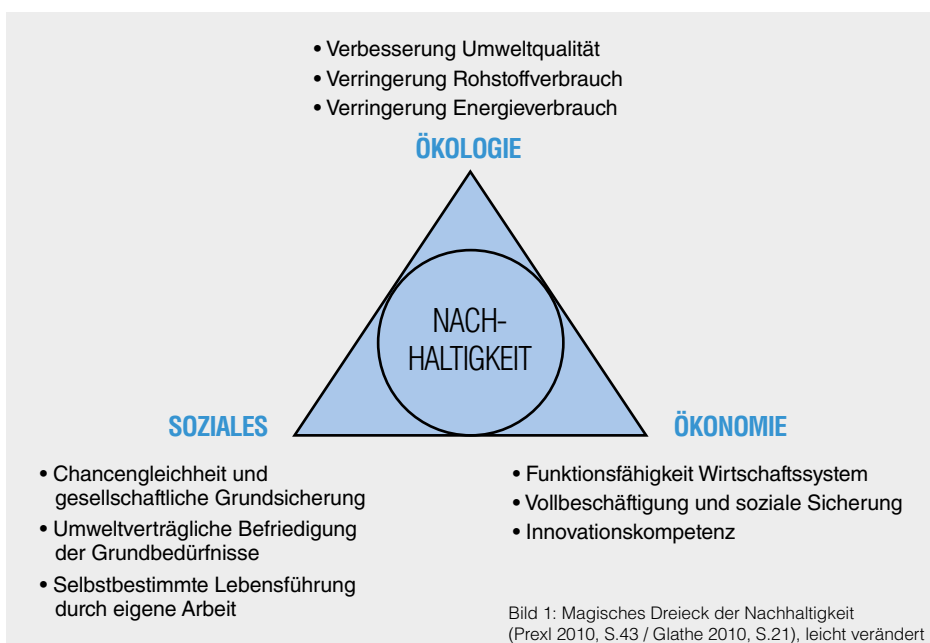 • Verbesserung Umweltqualität
• Verringerung Rohstoffverbrauch
• Verringerung Energieverbrauch
ÖKOLOGIE
NACH-
HALTIGKEIT
SOZIALES
• Chancengleichheit und
gesellschaftliche Grundsicherung
• Umweltverträgliche Befriedigung
der Grundbedürfnisse
• Selbstbestimmte Lebensführung
durch eigene Arbeit
ÖKONOMIE
• Funktionsfähigkeit Wirtschaftssystem
• Vollbeschäftigung und soziale Sicherung
• Innovationskompetenz
Bild 1: Magisches Dreieck der Nachhaltigkeit
(Prexl 2010, S.43 / Glathe 2010, S.21), leicht verändert